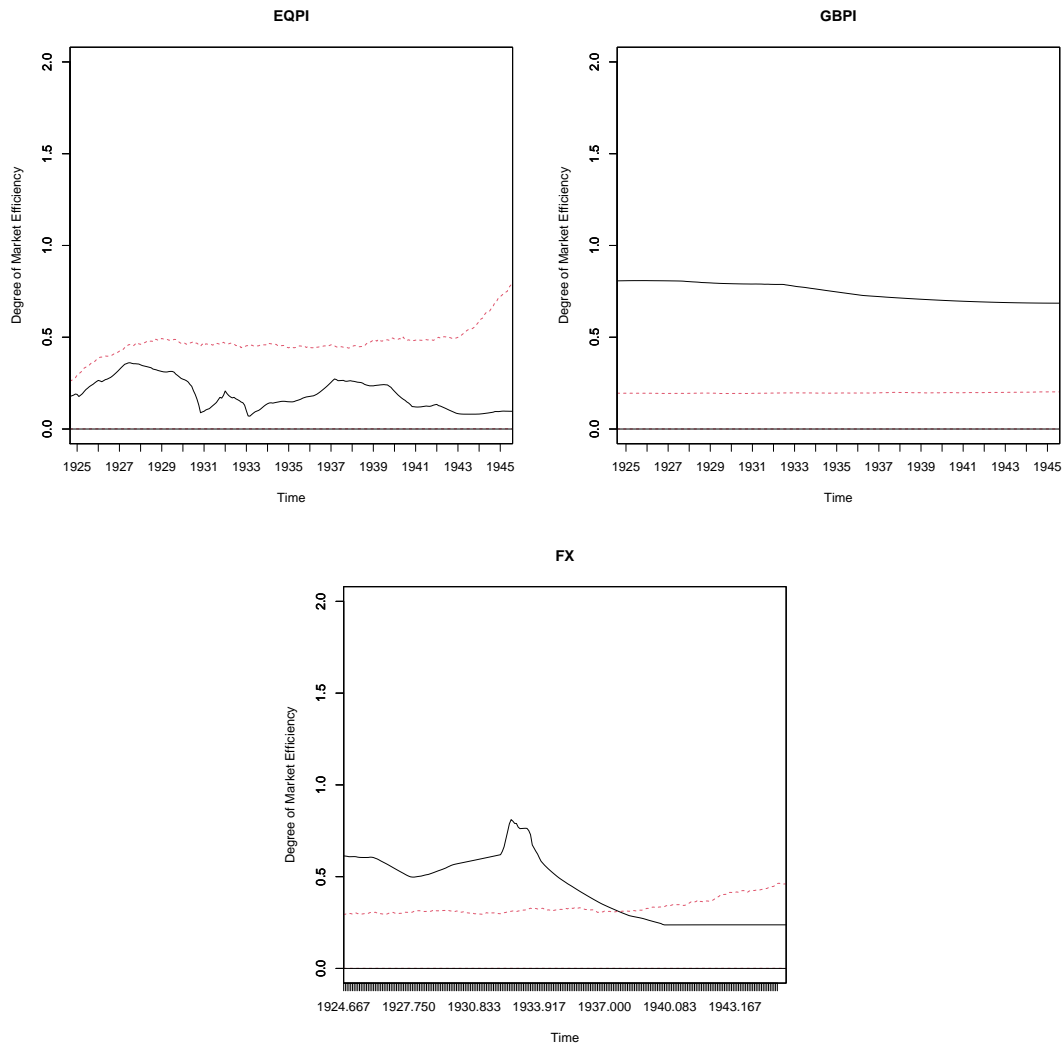 EQPI
Degree of Market Efficiency
2.0
1.5
1.0
0.5
0.0
1925 1927 1929 1931 1933 1935 1937 1939 1941 1943 1945
Time
GBPI
Degree of Market Efficiency
2.0
1.5
1.0
0.5
0.0
1925 1927 1929 1931 1933 1935 1937 1939 1941 1943 1945
Time
FX
Degree of Market Efficiency
2.0
1.5
1.0
0.5
0.0
1924.667 1927.750 1930.833 1933.917 1937.000 1940.083 1943.167
Time